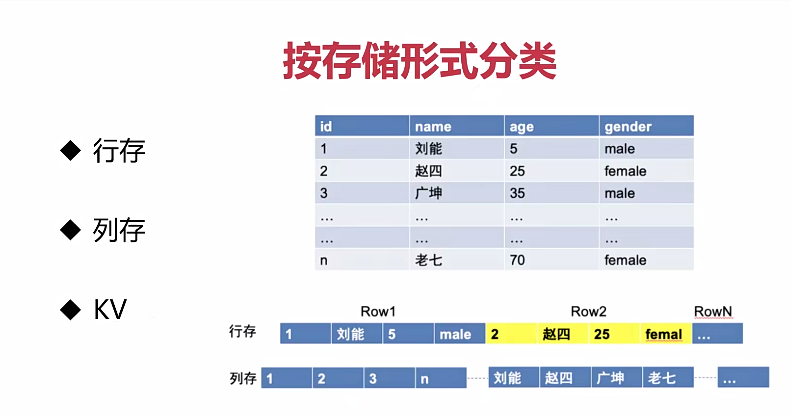 按存储形式分类
◆ 行存
◆ 列存
◆ KV
id name age gender
1 刘能 5 male
2 赵四 25 female
3 广坤 35 male
… … … …
… … … …
n 老七 70 female
Row1 Row2 RowN
行存 1 刘能 5 male 2 赵四 25 femal …
列存 1 2 3 n 刘能 赵四 广坤 老七 …